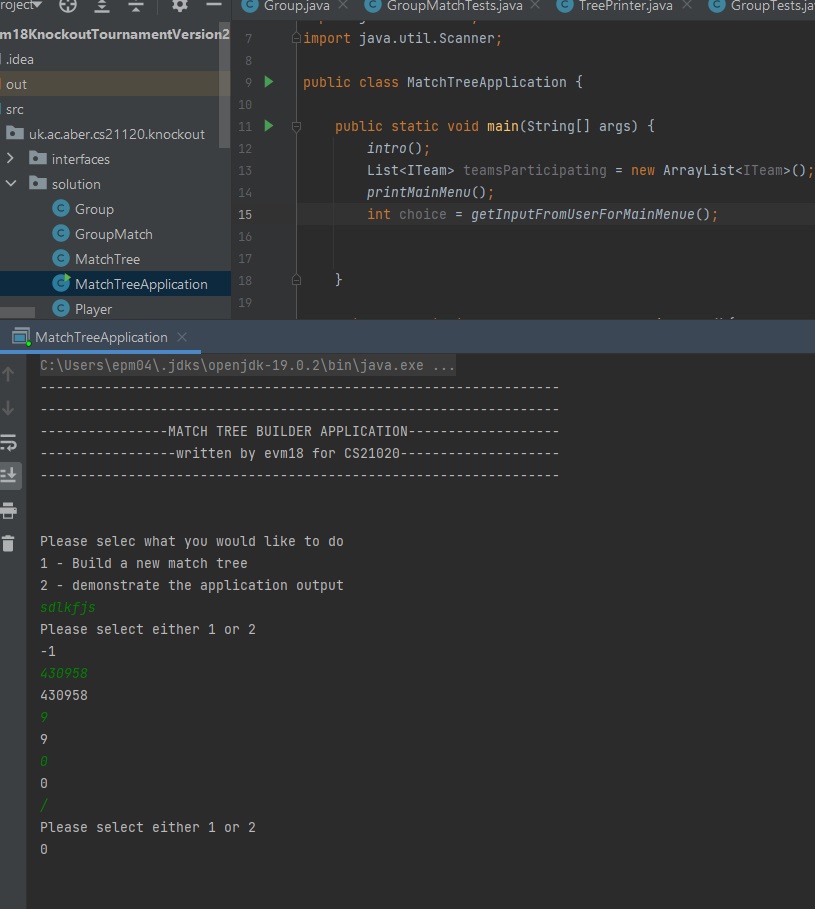 roject
Group.java
GroupMatchTests.java
TreePrinter.java
GroupTests.ja
m18KnockoutTournamentVersion2
.idea
out
src
uk.ac.aber.cs21120.knockout
interfaces
solution
Group
GroupMatch
MatchTree
MatchTreeApplication
Player
7 import java.util.Scanner;
8
9 public class MatchTreeApplication {
10
11 public static void main(String[] args) {
12 intro();
13 List<ITeam> teamsParticipating = new ArrayList<ITeam>();
14 printMainMenu();
15 int choice = getInputFromUserForMainMenue();
16
17
18 }
19
MatchTreeApplication
C:\Users\epm04\.jdks\openjdk-19.0.2\bin\java.exe ...
-----------------------------------------------------------------
-----------------------------------------------------------------
----------------MATCH TREE BUILDER APPLICATION-------------------
-----------------written by evm18 for CS21020--------------------
-----------------------------------------------------------------
Please selec what you would like to do
1 - Build a new match tree
2 - demonstrate the application output
sdlkfjs
Please select either 1 or 2
-1
430958
430958
9
9
0
0
/
Please select either 1 or 2
0